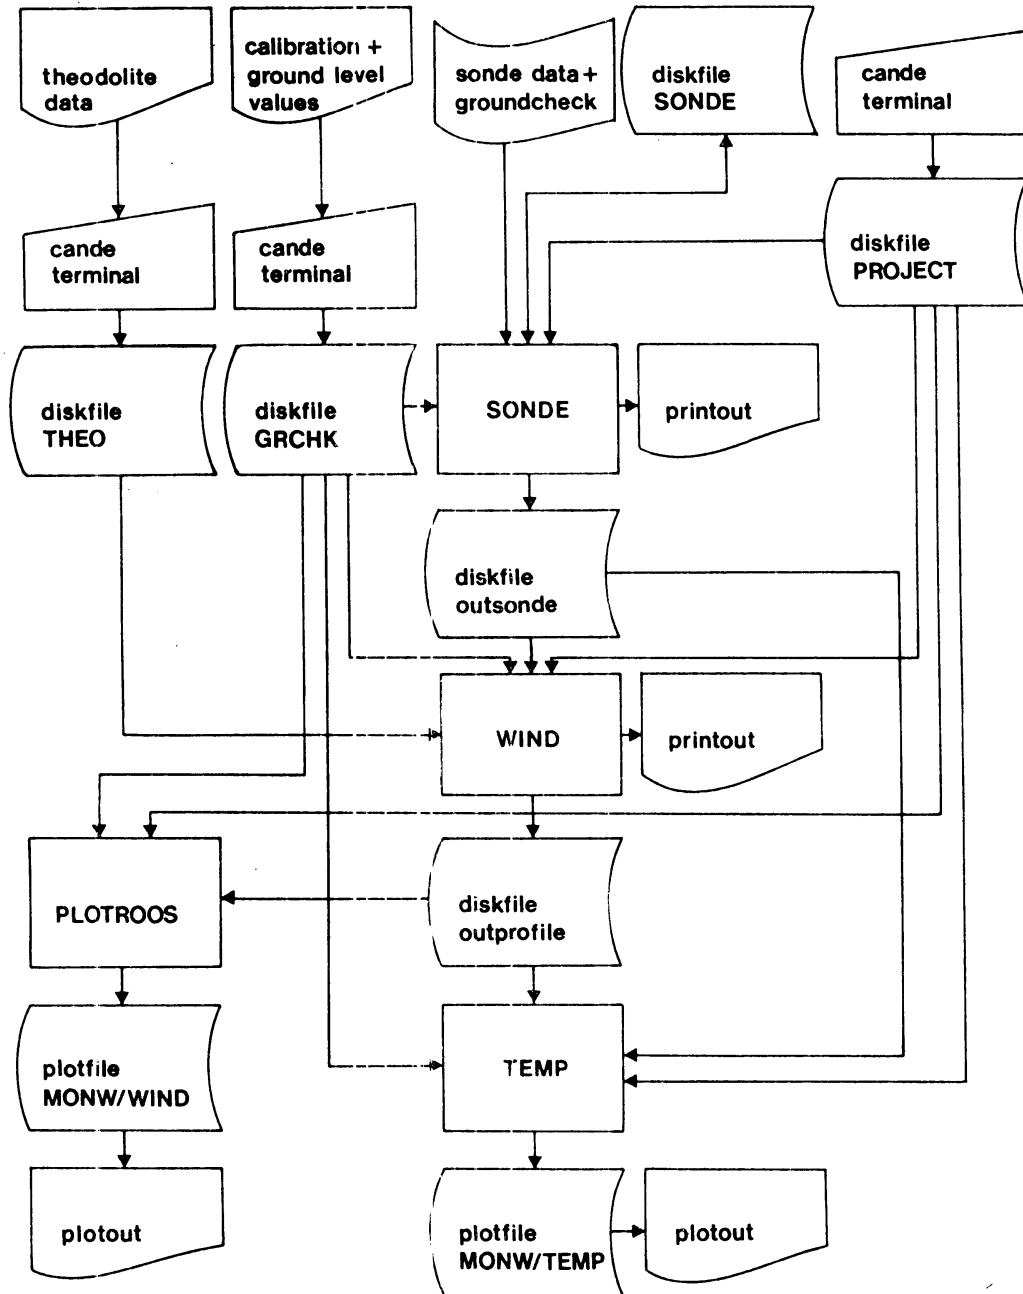 theodolite
data
calibration +
ground level
values
sonde data +
groundcheck
diskfile
SONDE
cande
terminal
cande
terminal
cande
terminal
diskfile
PROJECT
diskfile
THEO
diskfile
GRCHK
SONDE
printout
diskfile
outsonde
WIND
printout
PLOTROOS
diskfile
outprofile
plotfile
MONW/WIND
TEMP
plotout
plotfile
MONW/TEMP
plotout